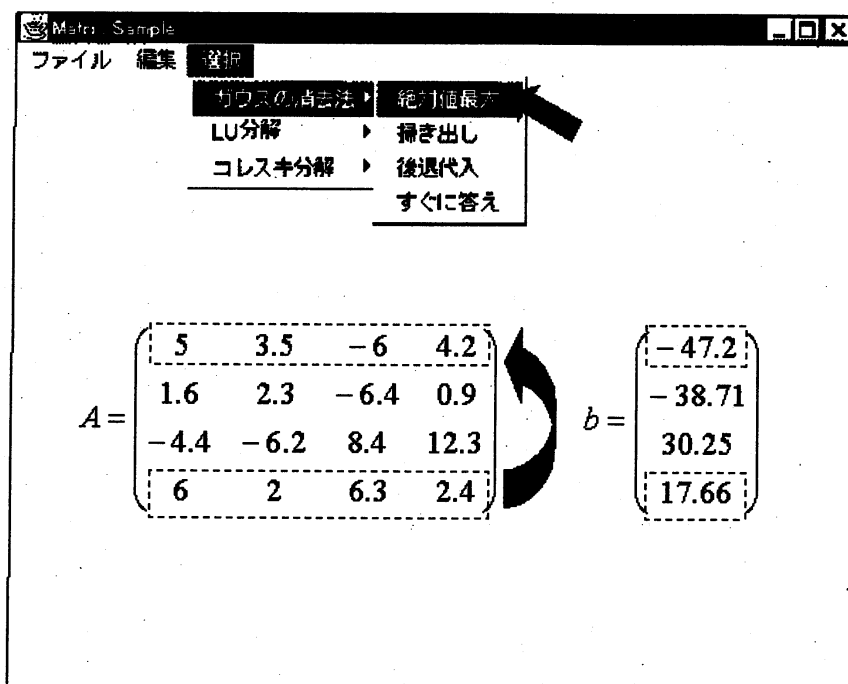 Matrix Sample
ファイル 編集 選択
ガウスの消去法 絶対値最大
LU分解 掃き出し
コレスキ分解 後退代入
すぐに答え
A =
5 3.5 −6 4.2
1.6 2.3 −6.4 0.9
−4.4 −6.2 8.4 12.3
6 2 6.3 2.4
b =
−47.2
−38.71
30.25
17.66